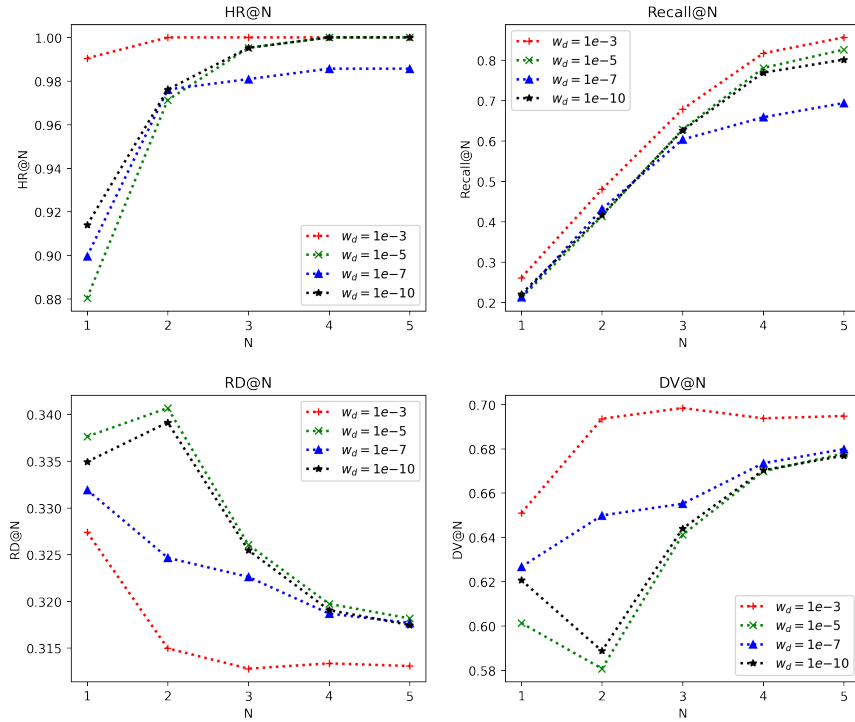 HR@N
1.00
0.98
0.96
0.94
0.92
0.90
0.88
HR@N
1 2 3 4 5
N
w_d = 1e−3
w_d = 1e−5
w_d = 1e−7
w_d = 1e−10
Recall@N
0.8
0.7
0.6
0.5
0.4
0.3
0.2
Recall@N
1 2 3 4 5
N
w_d = 1e−3
w_d = 1e−5
w_d = 1e−7
w_d = 1e−10
RD@N
0.340
0.335
0.330
0.325
0.320
0.315
RD@N
1 2 3 4 5
N
w_d = 1e−3
w_d = 1e−5
w_d = 1e−7
w_d = 1e−10
DV@N
0.70
0.68
0.66
0.64
0.62
0.60
0.58
DV@N
1 2 3 4 5
N
w_d = 1e−3
w_d = 1e−5
w_d = 1e−7
w_d = 1e−10